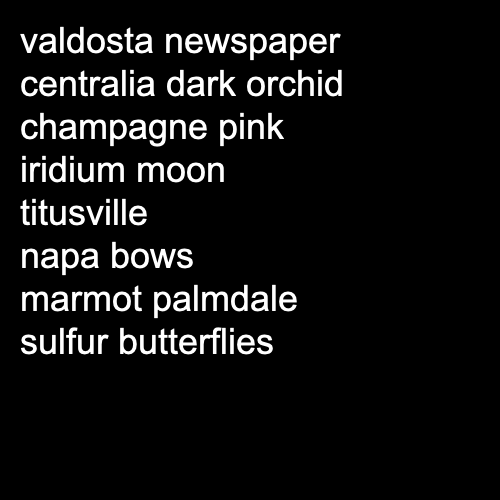 valdosta newspaper
centralia dark orchid
champagne pink
iridium moon
titusville
napa bows
marmot palmdale
sulfur butterflies